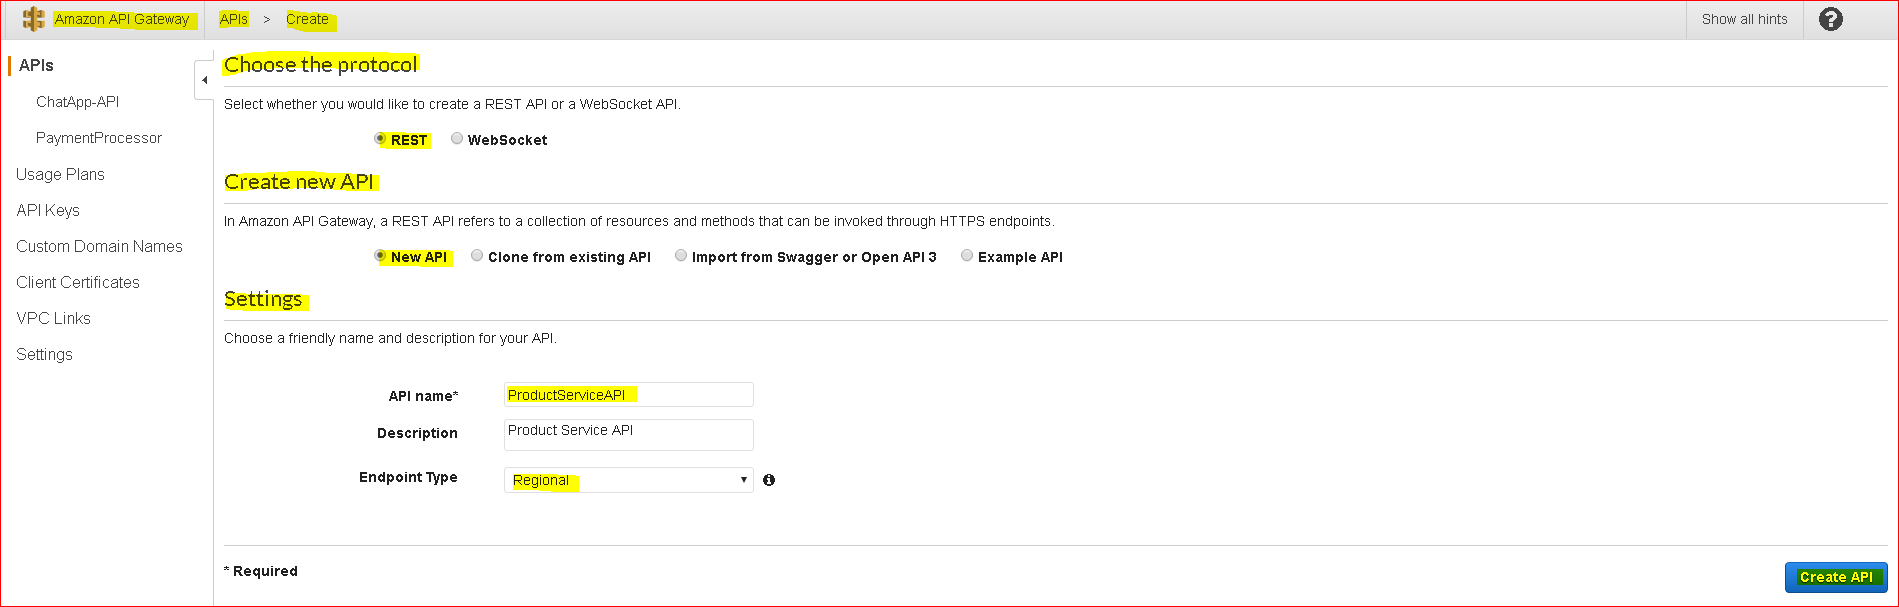 Amazon API Gateway APIs > Create Show all hints ?
APIs
ChatApp-API
PaymentProcessor
Usage Plans
API Keys
Custom Domain Names
Client Certificates
VPC Links
Settings
Choose the protocol
Select whether you would like to create a REST API or a WebSocket API.
REST WebSocket
Create new API
In Amazon API Gateway, a REST API refers to a collection of resources and methods that can be invoked through HTTPS endpoints.
New API Clone from existing API Import from Swagger or Open API 3 Example API
Settings
Choose a friendly name and description for your API.
API name* ProductServiceAPI
Description Product Service API
Endpoint Type Regional
* Required
Create API